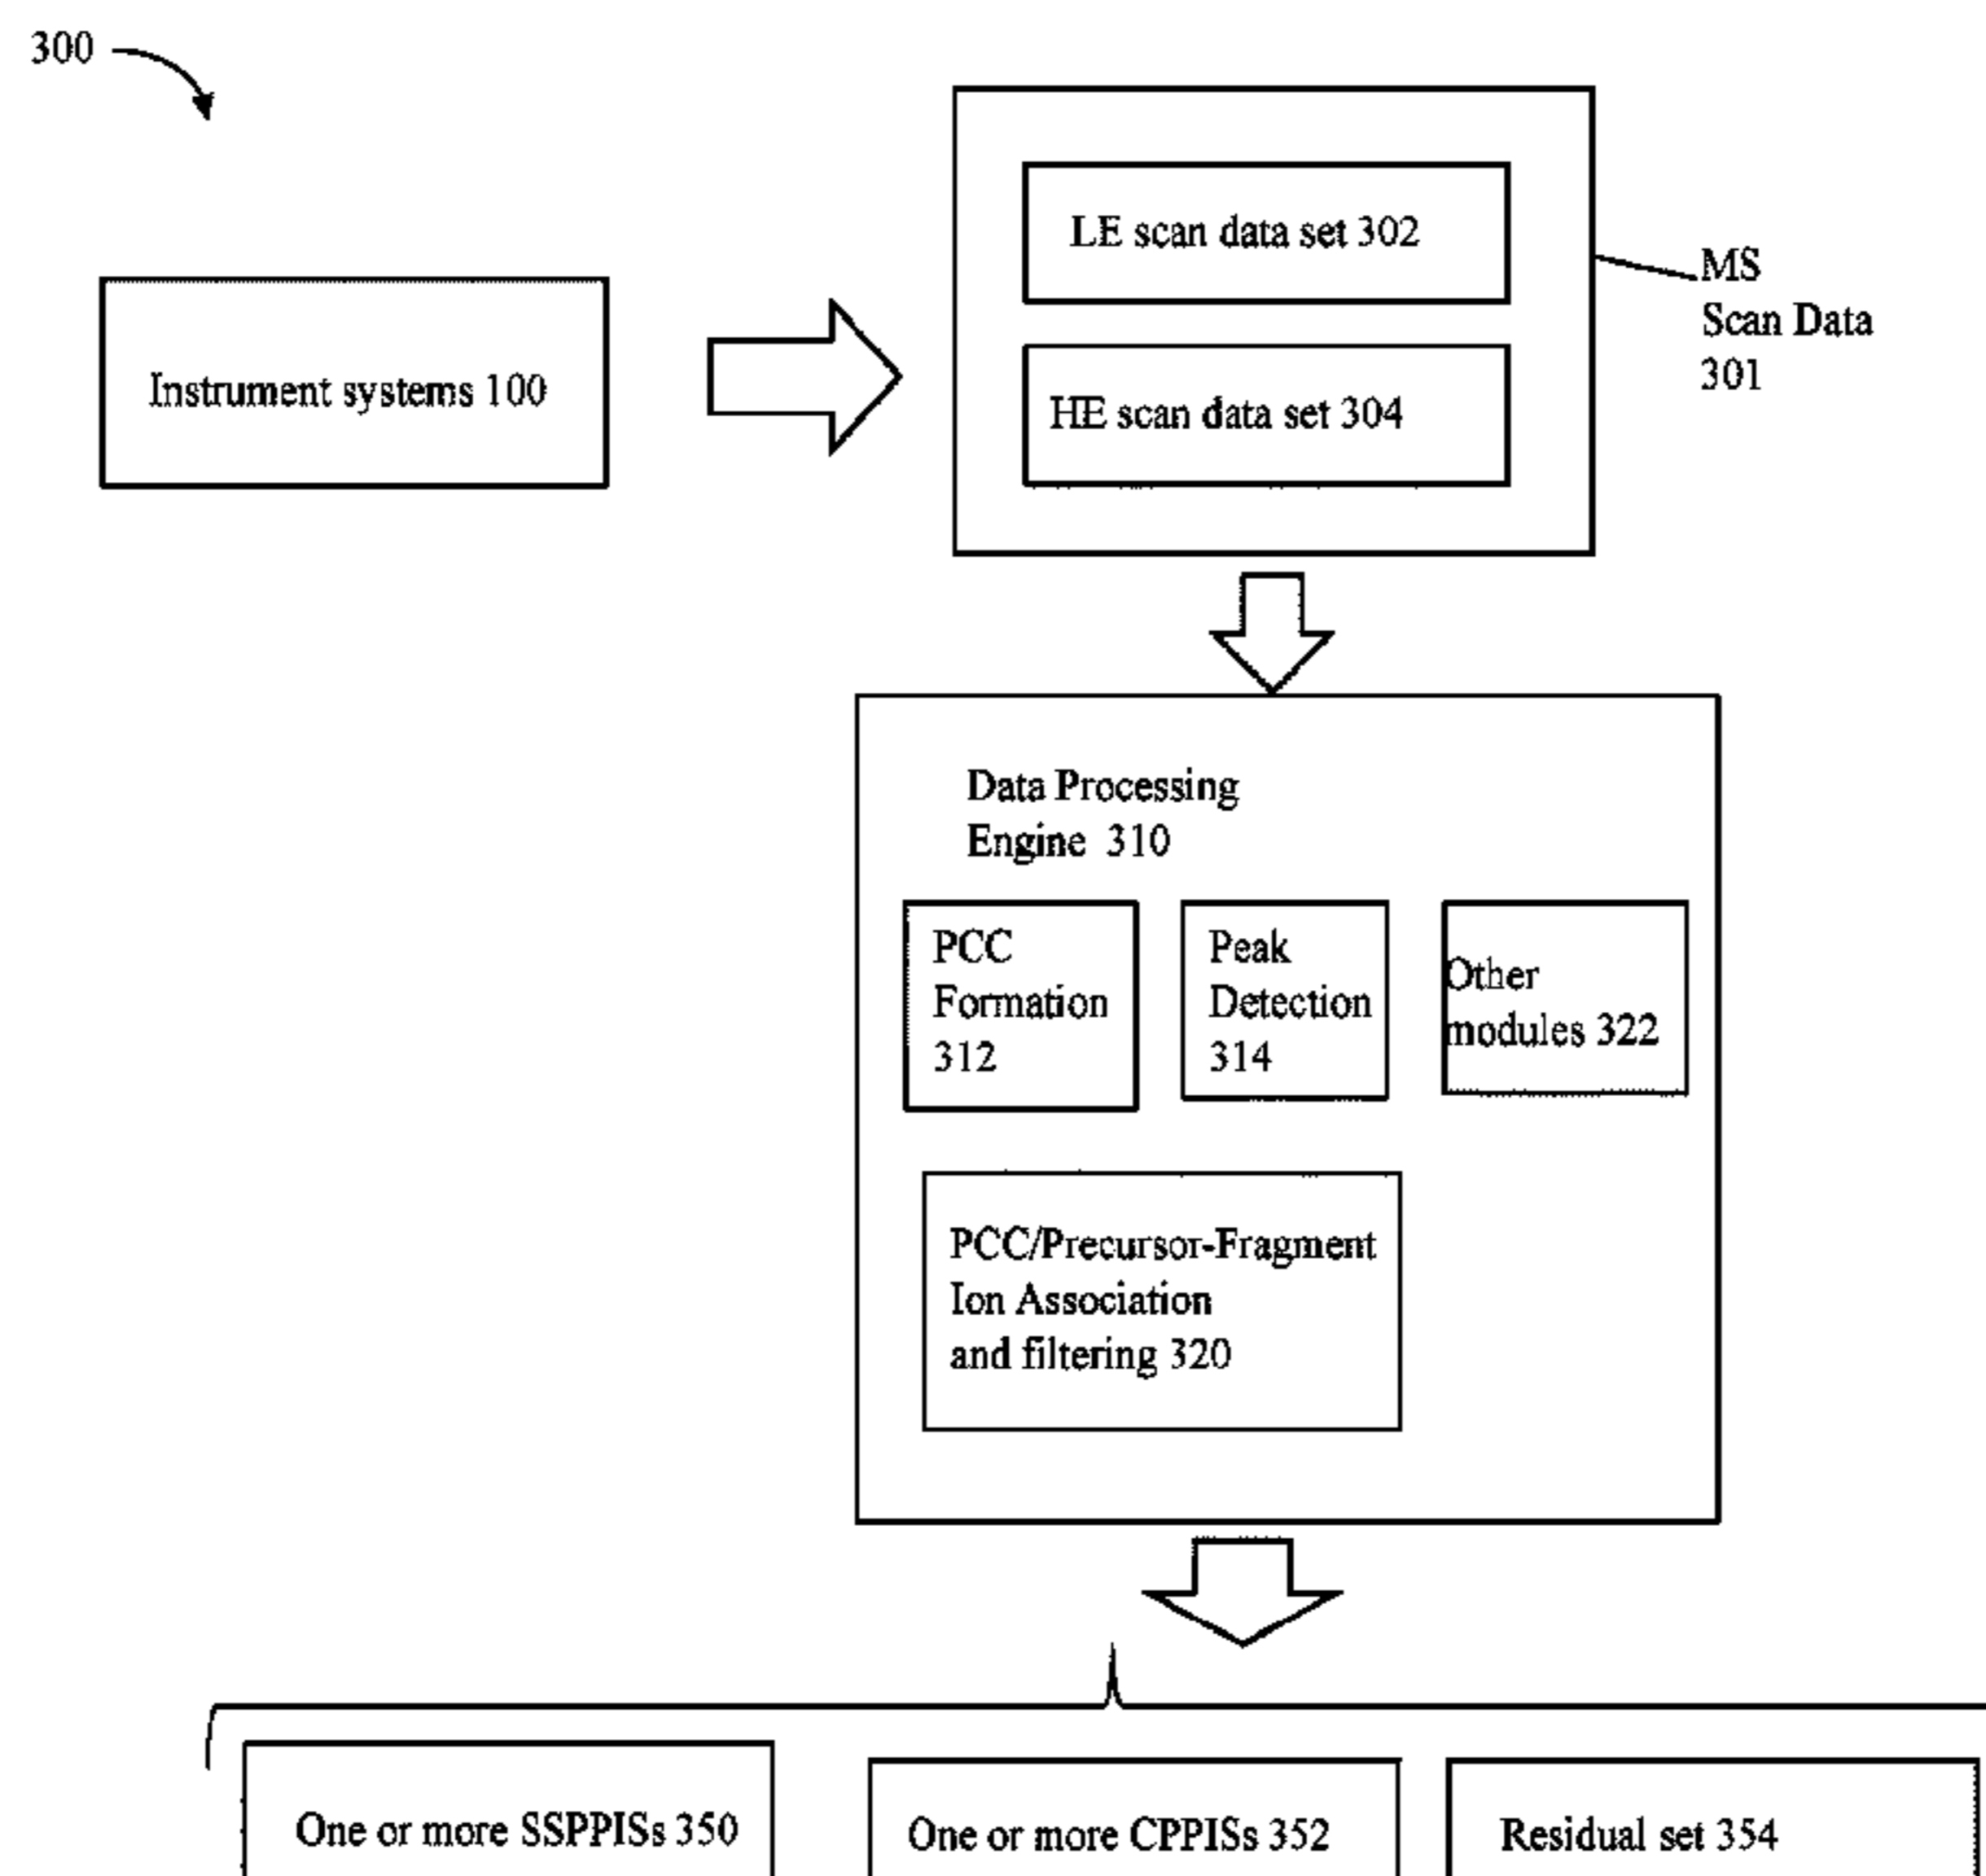 300
LE scan data set 302
MS
Scan Data
301
Instrument systems 100
HE scan data set 304
Data Processing
Engine 310
PCC
Formation
312
Peak
Detection
314
Other
modules 322
PCC/Precursor-Fragment
Ion Association
and filtering 320
One or more SSPPISs 350
One or more CPPISs 352
Residual set 354